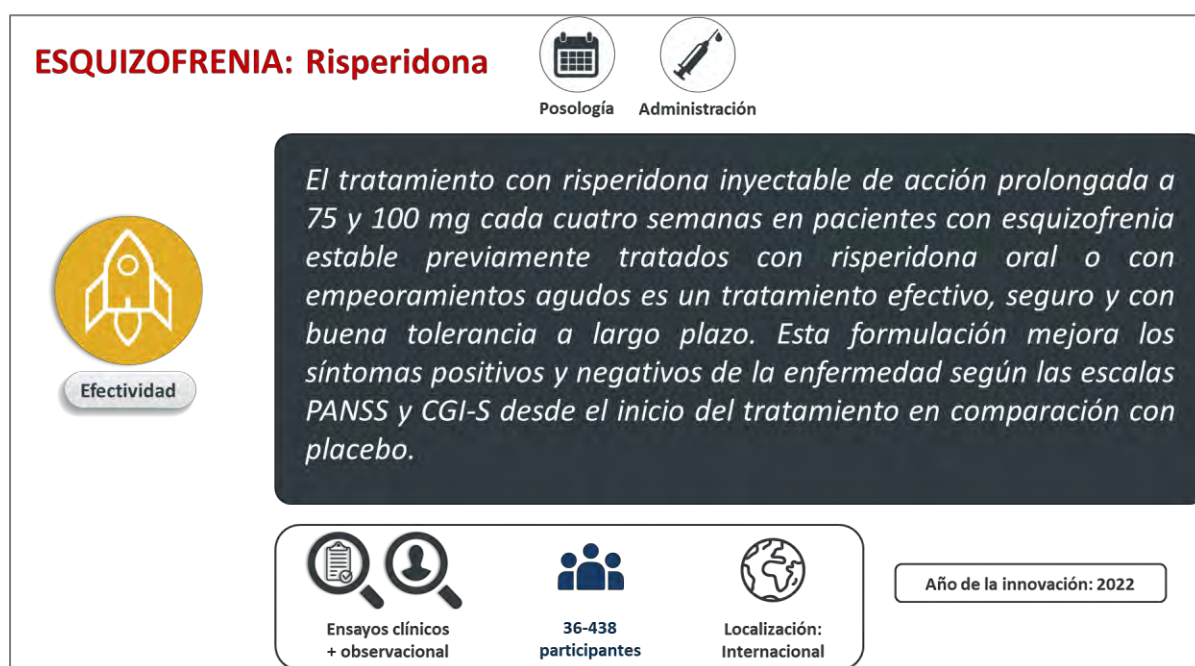 ESQUIZOFRENIA: Risperidona
Posología
Administración
El tratamiento con risperidona inyectable de acción prolongada a
75 y 100 mg cada cuatro semanas en pacientes con esquizofrenia
estable previamente tratados con risperidona oral o con
empeoramientos agudos es un tratamiento efectivo, seguro y con
buena tolerancia a largo plazo. Esta formulación mejora los
síntomas positivos y negativos de la enfermedad según las escalas
PANSS y CGI-S desde el inicio del tratamiento en comparación con
placebo.
Efectividad
Ensayos clínicos
+ observacional
36-438
participantes
Localización:
Internacional
Año de la innovación: 2022